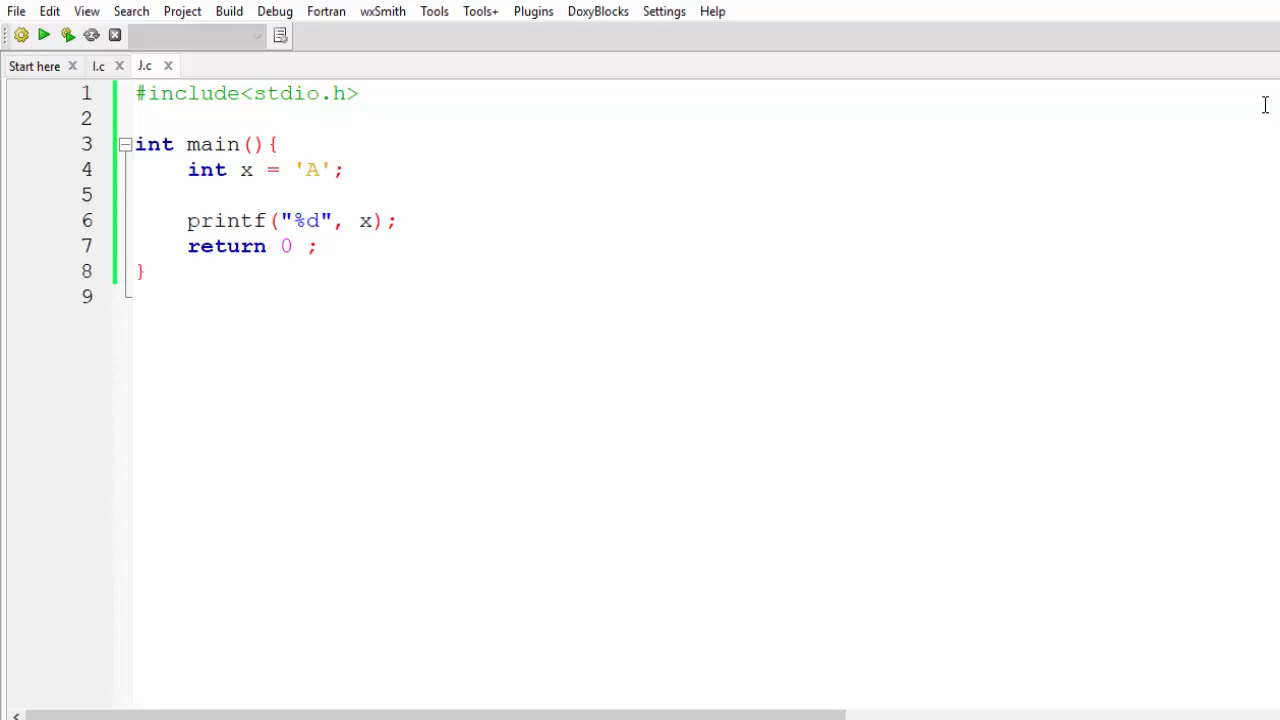 File Edit View Search Project Build Debug Fortran wxSmith Tools Tools+ Plugins DoxyBlocks Settings Help
Start here I.c J.c
1 #include<stdio.h>
2
3 int main(){
4 int x = 'A';
5
6 printf("%d", x);
7 return 0 ;
8 }
9